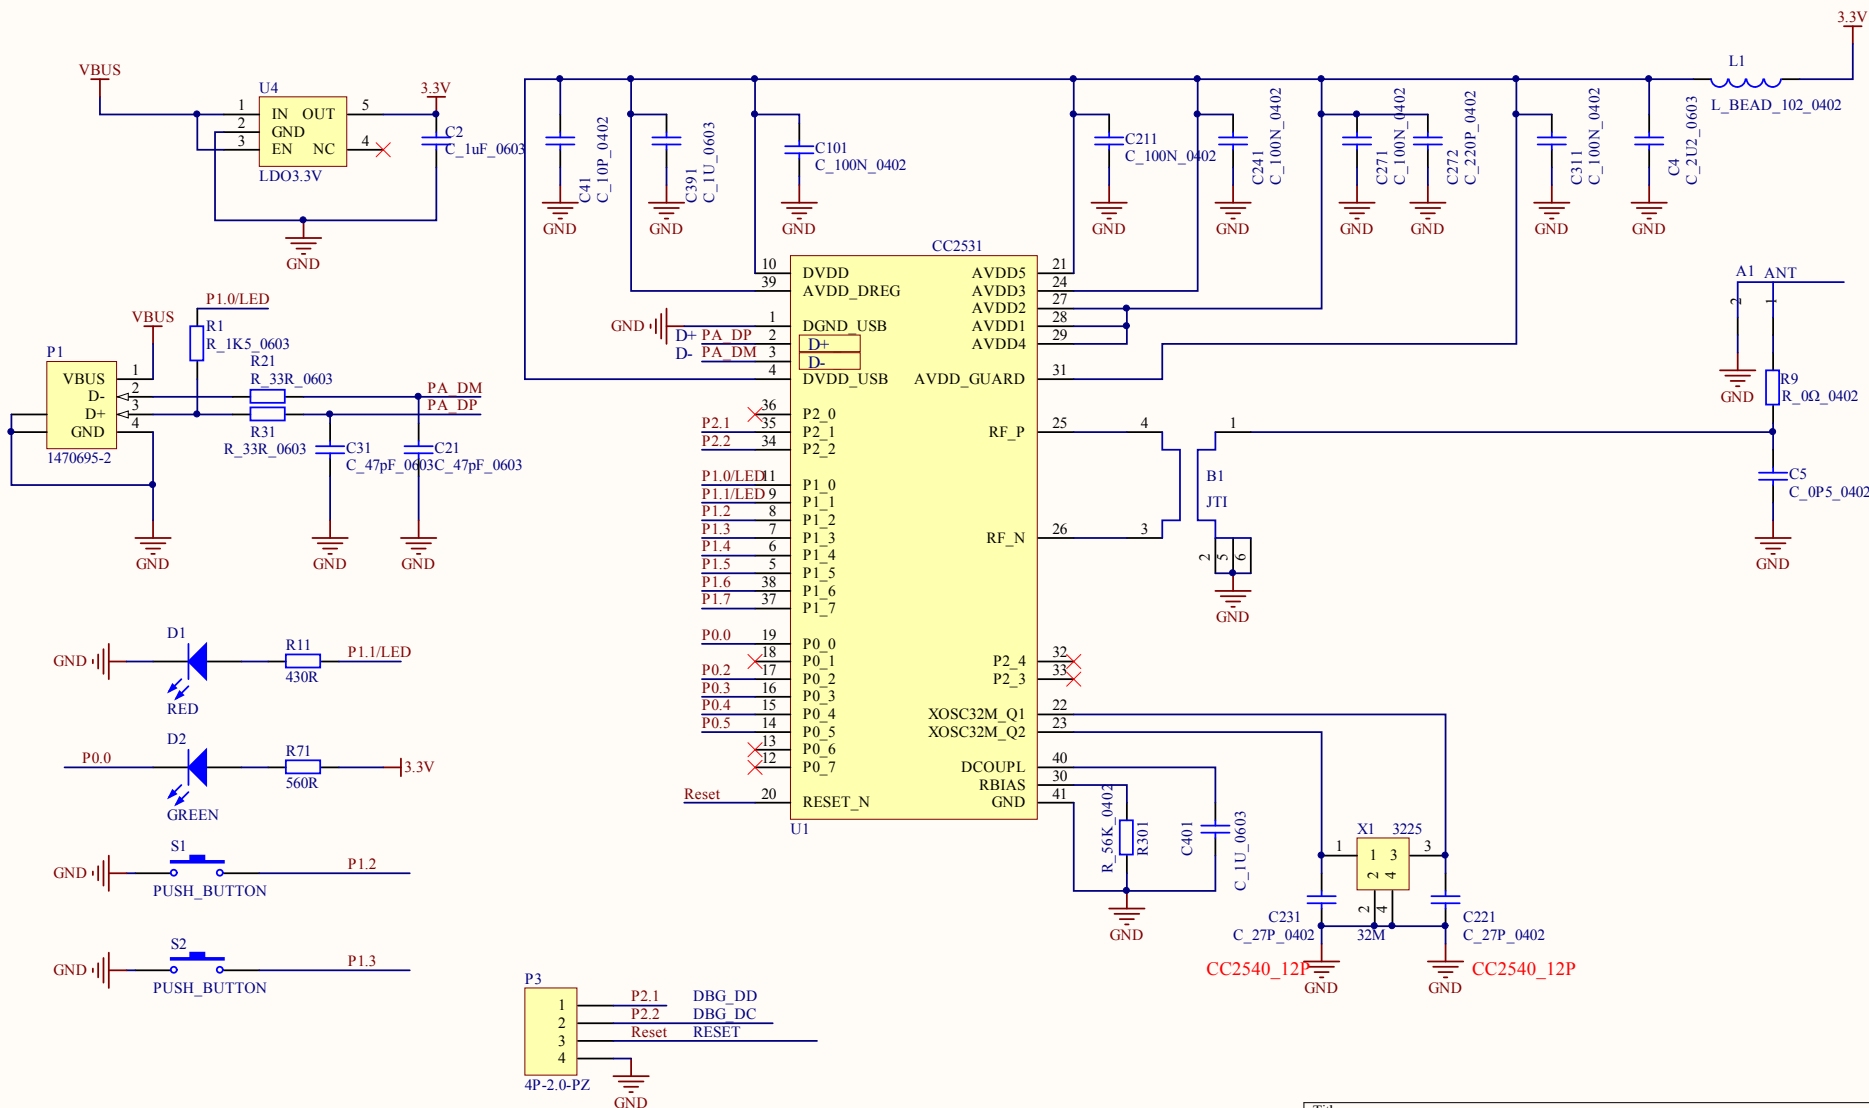 3.3V
VBUS
U4
1 IN OUT 5
2 GND
3 EN NC 4
LDO3.3V
3.3V
C2
C_1uF_0603
GND
C41
C_10P_0402
GND
C391
C_1U_0603
GND
C101
C_100N_0402
GND
C211
C_100N_0402
GND
C241
C_100N_0402
GND
C271
C_100N_0402
GND
C272
C_220P_0402
GND
C311
C_100N_0402
GND
C4
C_2U2_0603
GND
L1
L_BEAD_102_0402
CC2531
10 DVDD
39 AVDD_DREG
GND 1 DGND_USB
D+ PA_DP 2 D+
D- PA_DM 3 D-
4 DVDD_USB
36 P2_0
P2.1 35 P2_1
P2.2 34 P2_2
P1.0/LED 11 P1_0
P1.1/LED 9 P1_1
P1.2 8 P1_2
P1.3 7 P1_3
P1.4 6 P1_4
P1.5 5 P1_5
P1.6 38 P1_6
P1.7 37 P1_7
P0.0 19 P0_0
18 P0_1
P0.2 17 P0_2
P0.3 16 P0_3
P0.4 15 P0_4
P0.5 14 P0_5
13 P0_6
12 P0_7
Reset 20 RESET_N
U1
AVDD5 21
AVDD3 24
AVDD2 27
AVDD1 28
AVDD4 29
AVDD_GUARD 31
RF_P 25
RF_N 26
P2_4 32
P2_3 33
XOSC32M_Q1 22
XOSC32M_Q2 23
DCOUPL 40
RBIAS 30
GND 41
4 1
B1
JTI
3
2 5 6
GND
A1 ANT
2 1
GND
R9
R_0Ω_0402
C5
C_0P5_0402
GND
P1.0/LED
VBUS
R1
R_1K5_0603
P1
VBUS 1
D- 2
D+ 3
GND 4
1470695-2
R21
R_33R_0603
R31
R_33R_0603
PA_DM
PA_DP
C31
C_47pF_0603
C21
C_47pF_0603
GND
GND
GND
D1
GND
R11
430R
P1.1/LED
RED
D2
P0.0
R71
560R
3.3V
GREEN
S1
GND
P1.2
PUSH_BUTTON
S2
GND
P1.3
PUSH_BUTTON
P3
1 P2.1 DBG_DD
2 P2.2 DBG_DC
3 Reset RESET
4
4P-2.0-PZ
GND
R_56K_0402
R301
C401
C_1U_0603
GND
X1 3225
1 1 3 3
2 4
2 4
32M
C231
C_27P_0402
CC2540_12P
GND
C221
C_27P_0402
CC2540_12P
GND